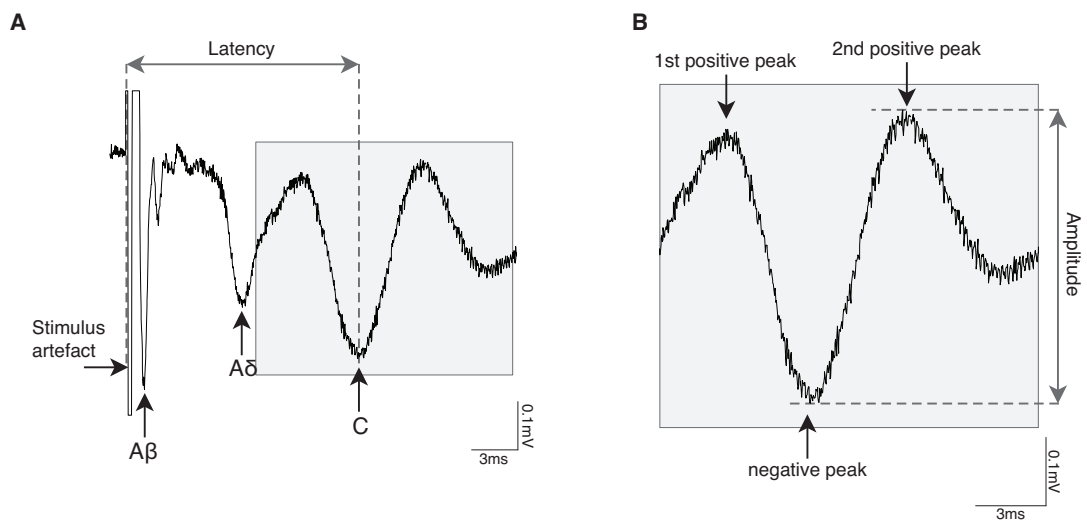 A
Latency
Stimulus
artefact
Aβ
Aδ
C
0.1mV
3ms
B
1st positive peak
2nd positive peak
Amplitude
negative peak
0.1mV
3ms